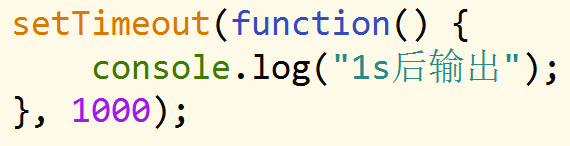 setTimeout(function() {
    console.log("1s后输出");
}, 1000);